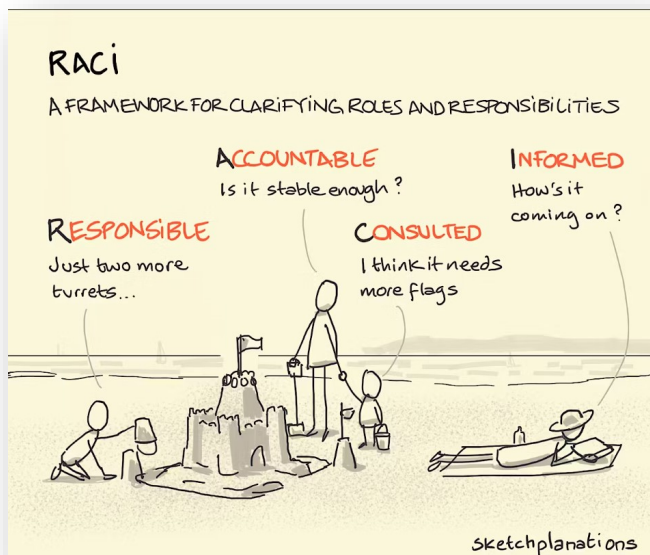 RACI
A FRAMEWORK FOR CLARIFYING ROLES AND RESPONSIBILITIES
ACCOUNTABLE
Is it stable enough?
INFORMED
How's it
coming on?
RESPONSIBLE
Just two more
turrets...
CONSULTED
I think it needs
more flags
sketchplanations